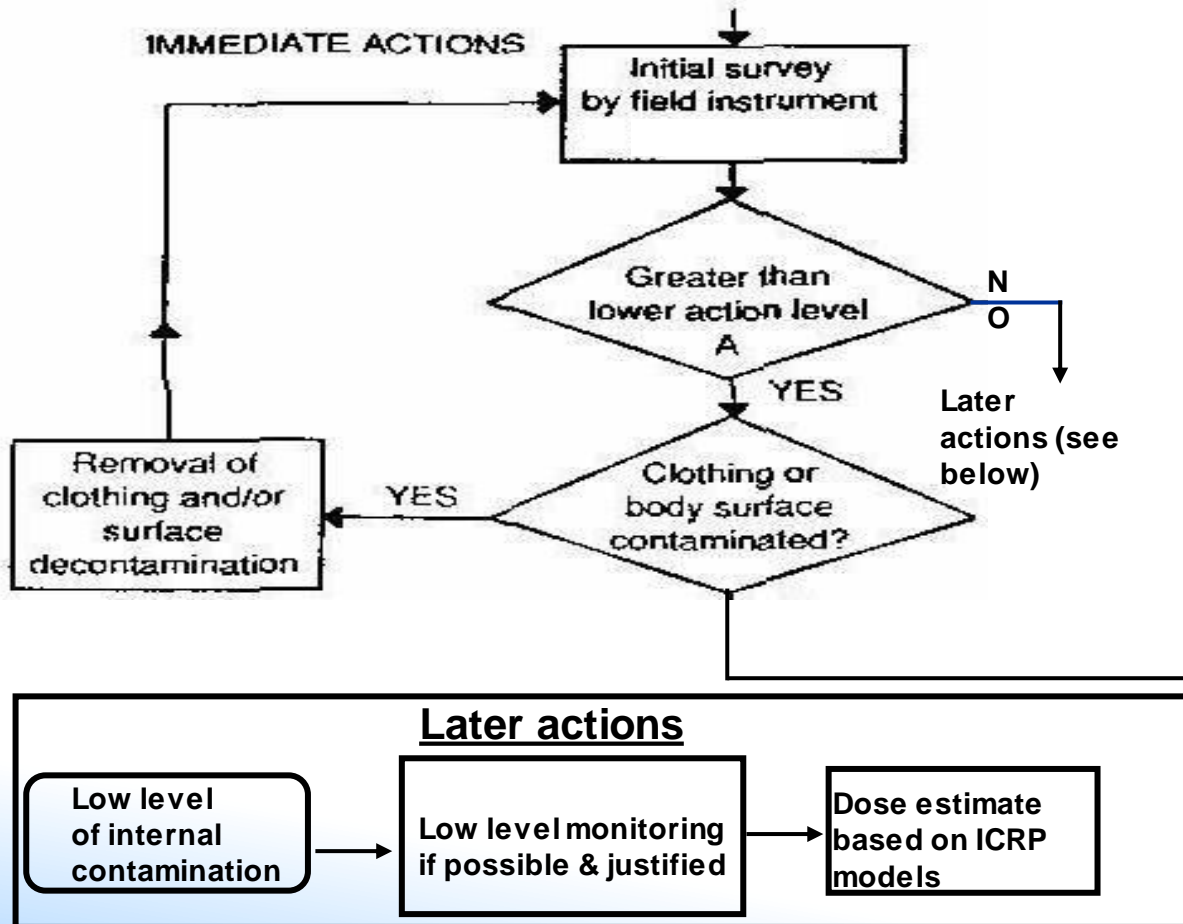 IMMEDIATE ACTIONS
Initial survey
by field instrument
Greater than
lower action level
A
N
O
YES
Later
actions (see
below)
Clothing or
body surface
contaminated?
YES
Removal of
clothing and/or
surface
decontamination
Later actions
Low level
of internal
contamination
Low level monitoring
if possible & justified
Dose estimate
based on ICRP
models